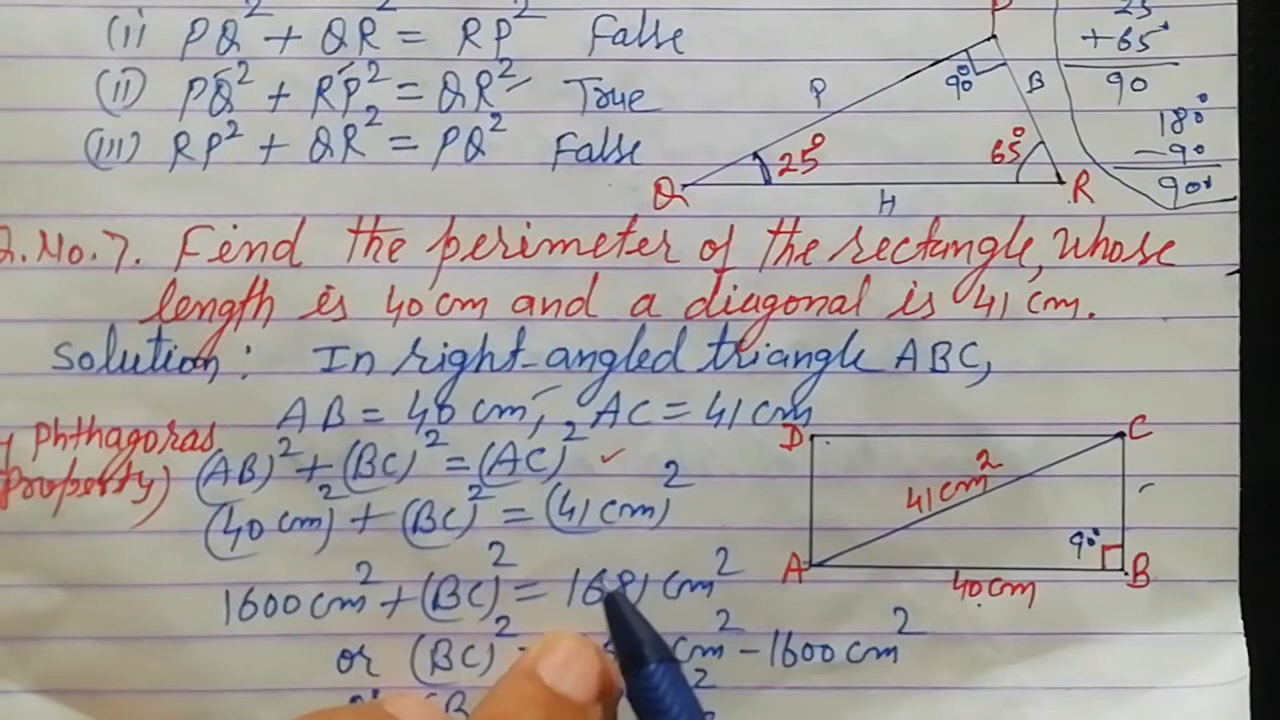 (i) PQ² + QR² = RP² False
(ii) PQ² + RP² = QR² True
(iii) RP² + QR² = PQ² False
P
90°
P
B
25°
65°
Q
H
R
25
+65°
90
180°
-90
90°
Q.No.7. Find the perimeter of the rectangle, whose
length is 40cm and a diagonal is 41 cm.
Solution: In right-angled triangle ABC,
AB = 40 cm, AC = 41 cm
Phthagoras
Property) (AB)² + (BC)² = (AC)²
(40 cm)² + (BC)² = (41 cm)²
1600 cm² + (BC)² = 1681 cm²
or (BC)² cm² - 1600 cm²
D
C
41 cm²
90°
A
B
40cm